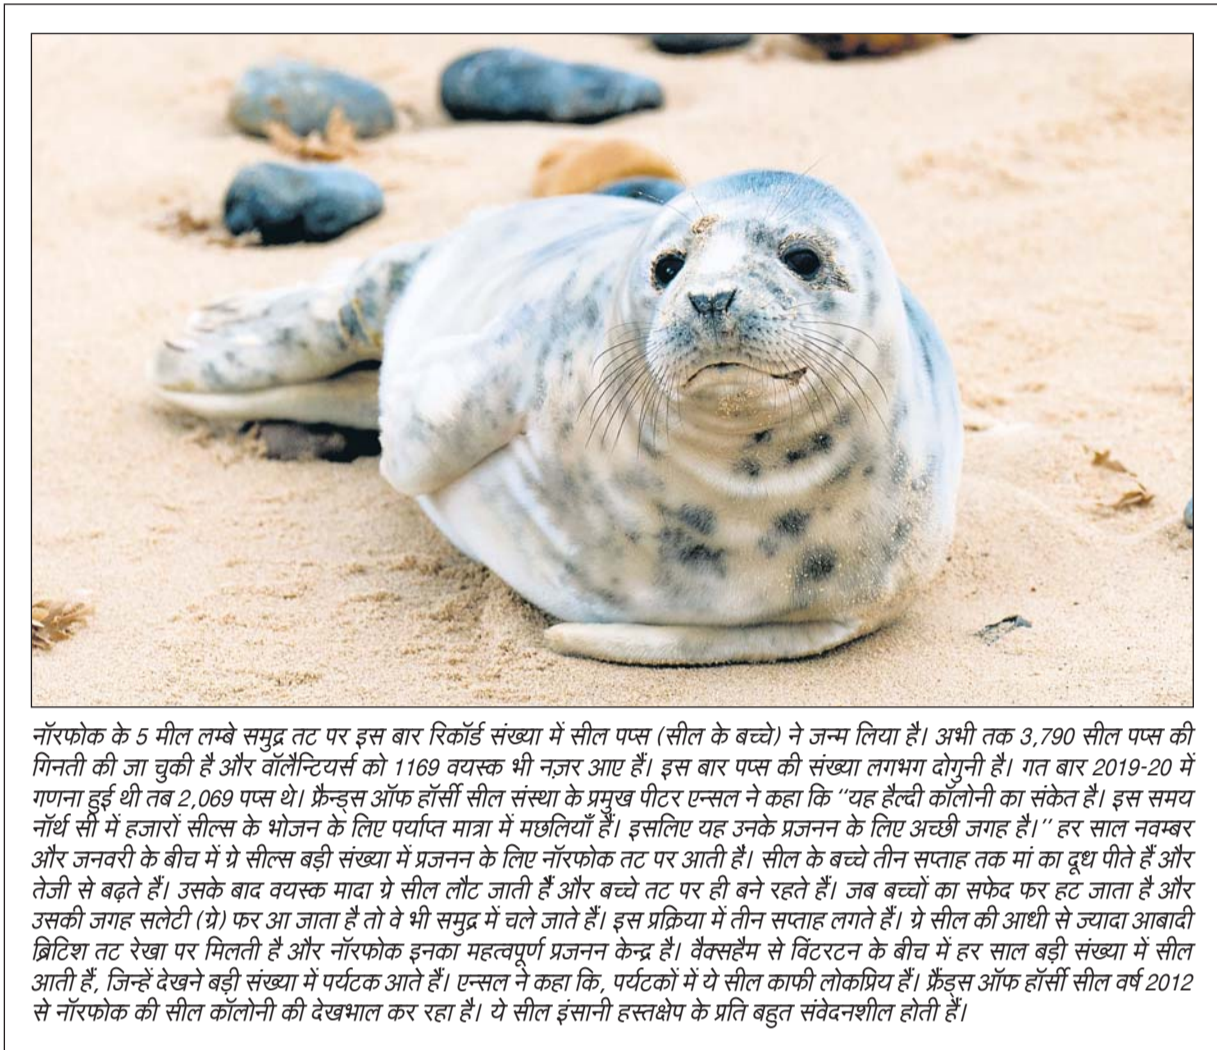 नॉरफोक के 5 मील लम्बे समुद्र तट पर इस बार रिकॉर्ड संख्या में सील पप्स (सील के बच्चे) ने जन्म लिया है। अभी तक 3,790 सील पप्स की
गिनती की जा चुकी है और वॉलैन्टियर्स को 1169 वयस्क भी नज़र आए हैं। इस बार पप्स की संख्या लगभग दोगुनी है। गत बार 2019-20 में
गणना हुई थी तब 2,069 पप्स थे। फ्रैन्ड्स ऑफ हॉर्सी सील संस्था के प्रमुख पीटर एन्सल ने कहा कि ‘‘यह हैल्दी कॉलोनी का संकेत है। इस समय
नॉर्थ सी में हजारों सील्स के भोजन के लिए पर्याप्त मात्रा में मछलियाँ हैं। इसलिए यह उनके प्रजनन के लिए अच्छी जगह है।’’ हर साल नवम्बर
और जनवरी के बीच में ग्रे सील्स बड़ी संख्या में प्रजनन के लिए नॉरफोक तट पर आती है। सील के बच्चे तीन सप्ताह तक मां का दूध पीते हैं और
तेजी से बढ़ते हैं। उसके बाद वयस्क मादा ग्रे सील लौट जाती हैं और बच्चे तट पर ही बने रहते हैं। जब बच्चों का सफेद फर हट जाता है और
उसकी जगह सलेटी (ग्रे) फर आ जाता है तो वे भी समुद्र में चले जाते हैं। इस प्रक्रिया में तीन सप्ताह लगते हैं। ग्रे सील की आधी से ज्यादा आबादी
ब्रिटिश तट रेखा पर मिलती है और नॉरफोक इनका महत्वपूर्ण प्रजनन केन्द्र है। वैक्सहैम से विंटरटन के बीच में हर साल बड़ी संख्या में सील
आती हैं, जिन्हें देखने बड़ी संख्या में पर्यटक आते हैं। एन्सल ने कहा कि, पर्यटकों में ये सील काफी लोकप्रिय हैं। फ्रैंड्स ऑफ हॉर्सी सील वर्ष 2012
से नॉरफोक की सील कॉलोनी की देखभाल कर रहा है। ये सील इंसानी हस्तक्षेप के प्रति बहुत संवेदनशील होती हैं।